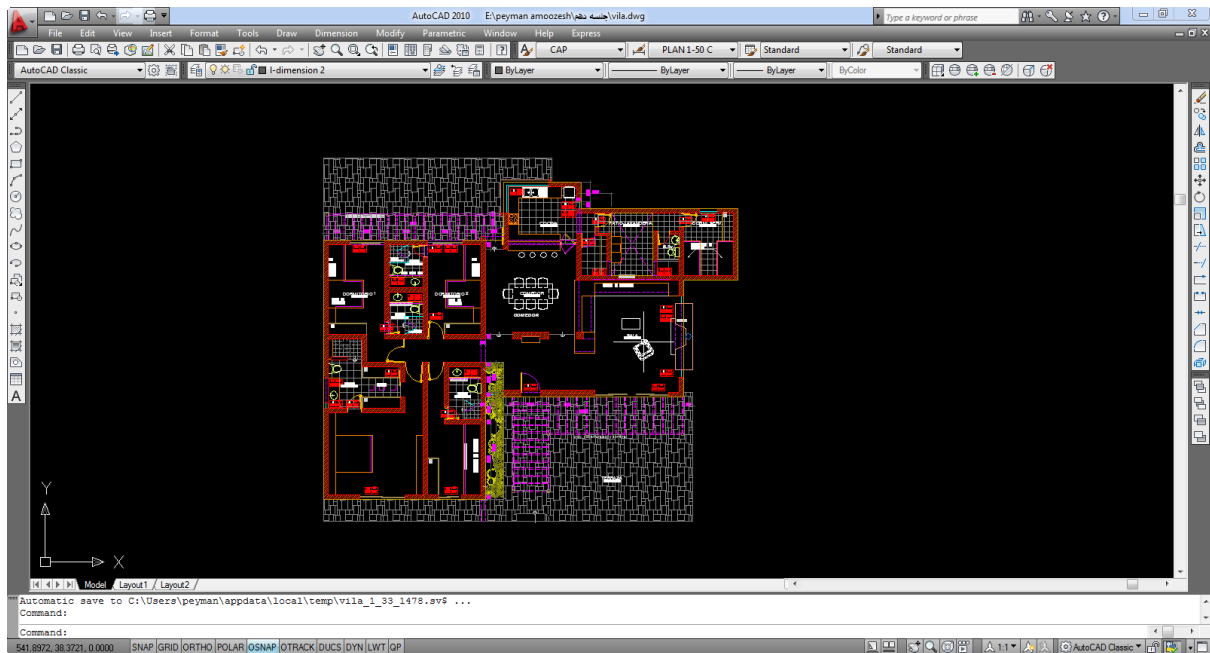 AutoCAD 2010 E:\peyman amoozesh\جلسه دهم\vila.dwg
Type a keyword or phrase
File Edit View Insert Format Tools Draw Dimension Modify Parametric Window Help Express
CAP PLAN 1-50 C Standard Standard
AutoCAD Classic I-dimension 2 ByLayer ByLayer ByLayer ByColor
COMEDOR
COMEDOR
Y
X
Model Layout1 Layout2
Automatic save to C:\Users\peyman\appdata\local\temp\vila_1_33_1478.sv$ ...
Command:
Command:
541.8972, 38.3721, 0.0000 SNAP GRID ORTHO POLAR OSNAP OTRACK DUCS DYN LWT QP 1:1 AutoCAD Classic